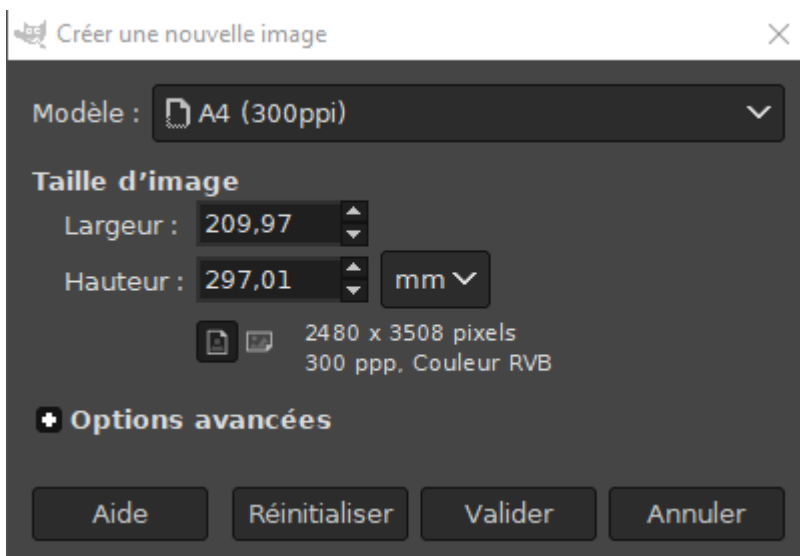 Créer une nouvelle image
Modèle : A4 (300ppi)
Taille d’image
Largeur : 209,97
Hauteur : 297,01 mm
2480 x 3508 pixels
300 ppp, Couleur RVB
Options avancées
Aide Réinitialiser Valider Annuler